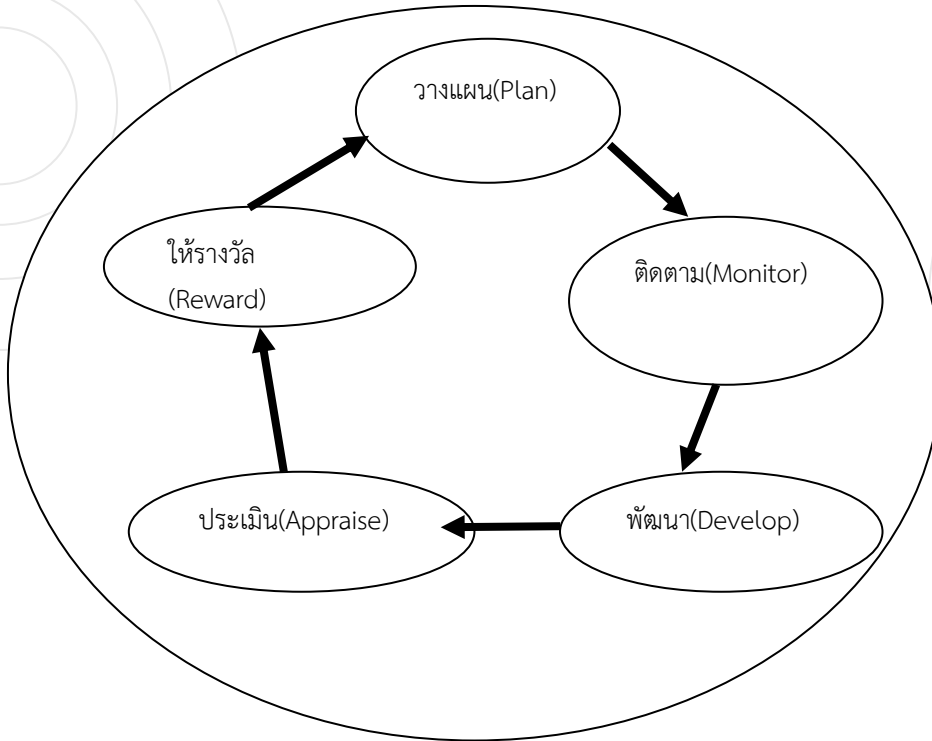 วางแผน(Plan)
ติดตาม(Monitor)
พัฒนา(Develop)
ประเมิน(Appraise)
ให้รางวัล
(Reward)